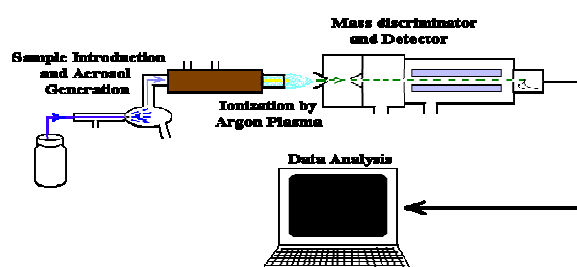 Mass discriminator
and Detector
Sample Introduction
and Aerosol
Generation
Ionization by
Argon Plasma
Data Analysis